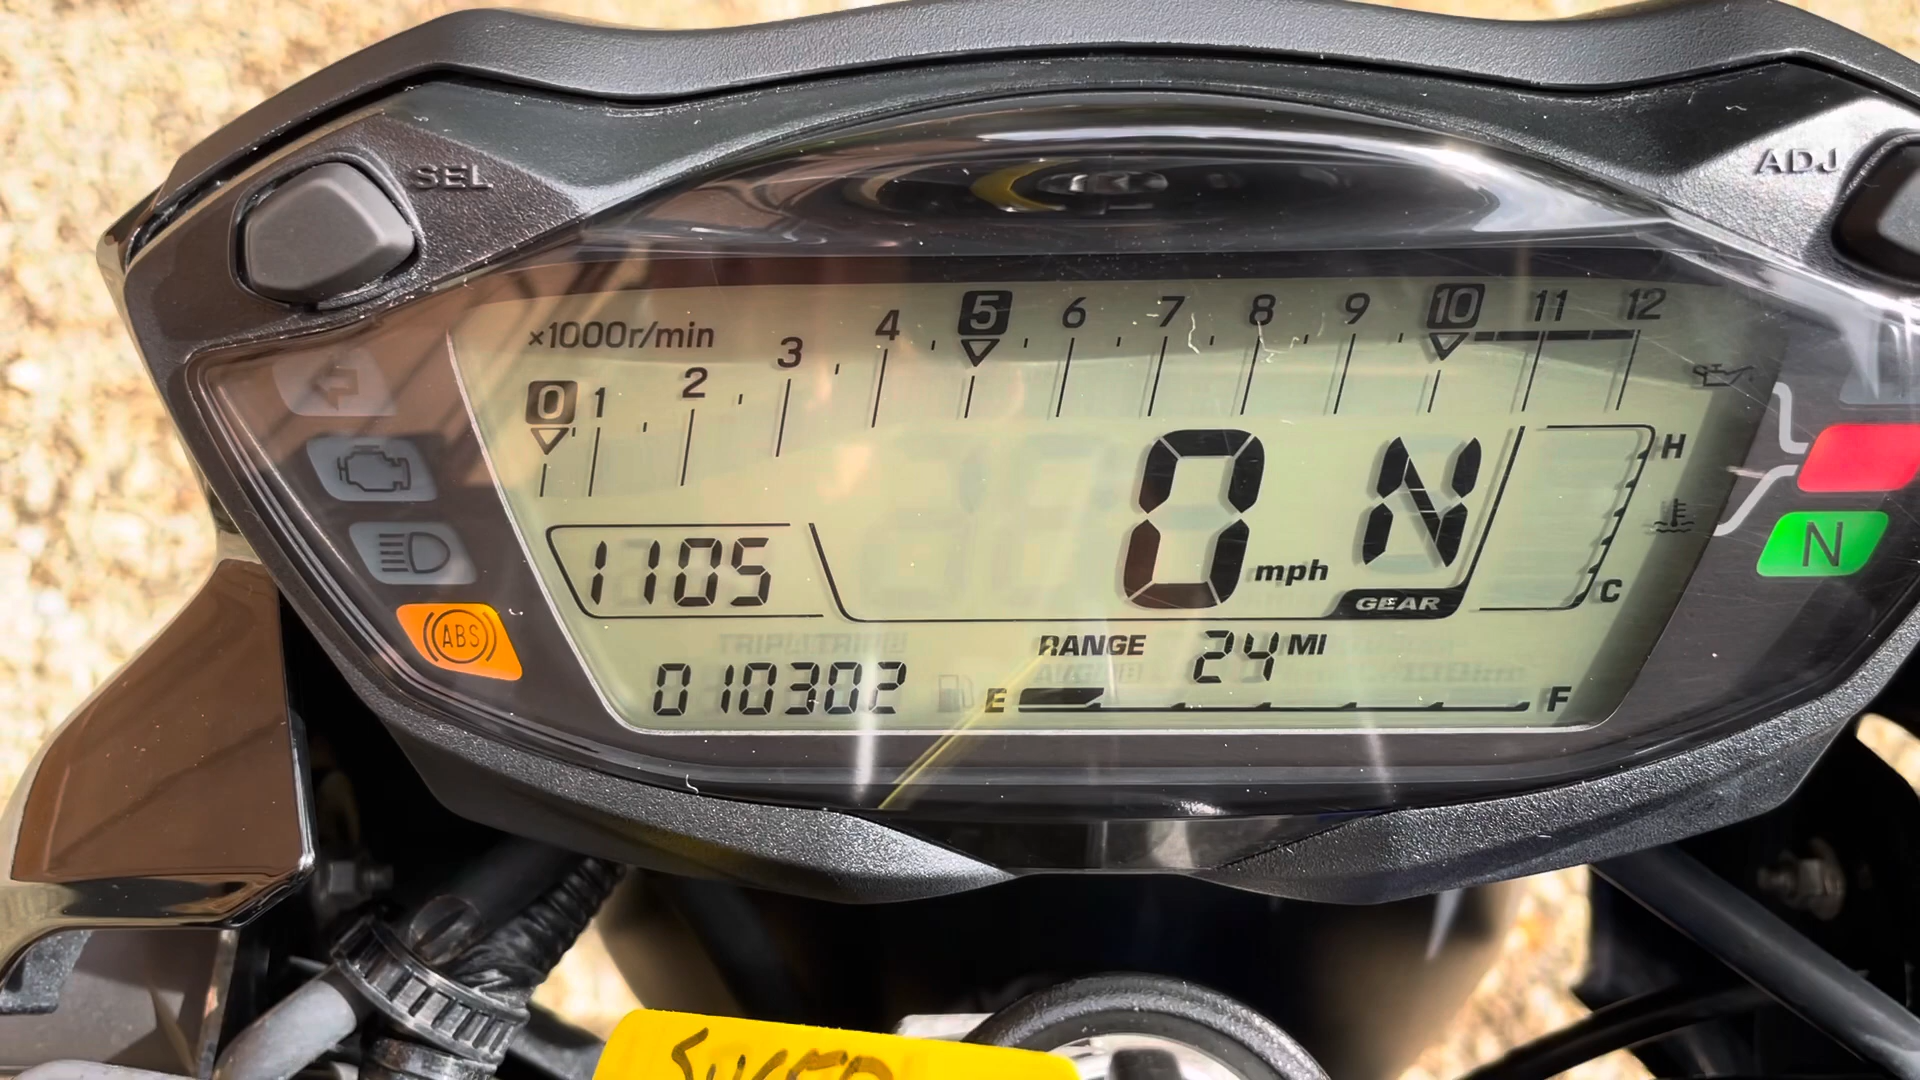 SEL
ADJ
×1000r/min
0 1 2 3 4 5 6 7 8 9 10 11 12
H
1105
0 mph
N
GEAR
C
N
ABS
RANGE 24 MI
010302
E
F